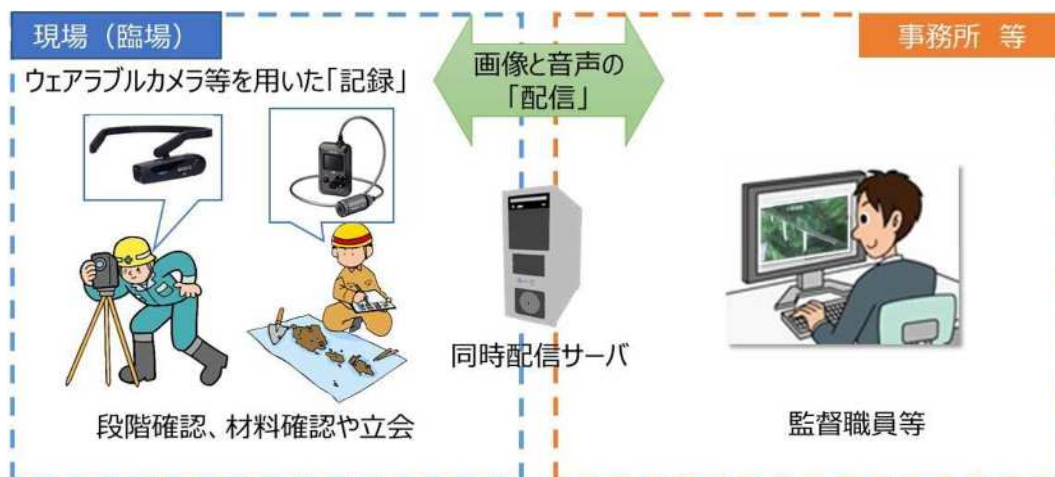 現場（臨場）
事務所 等
画像と音声の
「配信」
ウェアラブルカメラ等を用いた「記録」
同時配信サーバ
段階確認、材料確認や立会
監督職員等